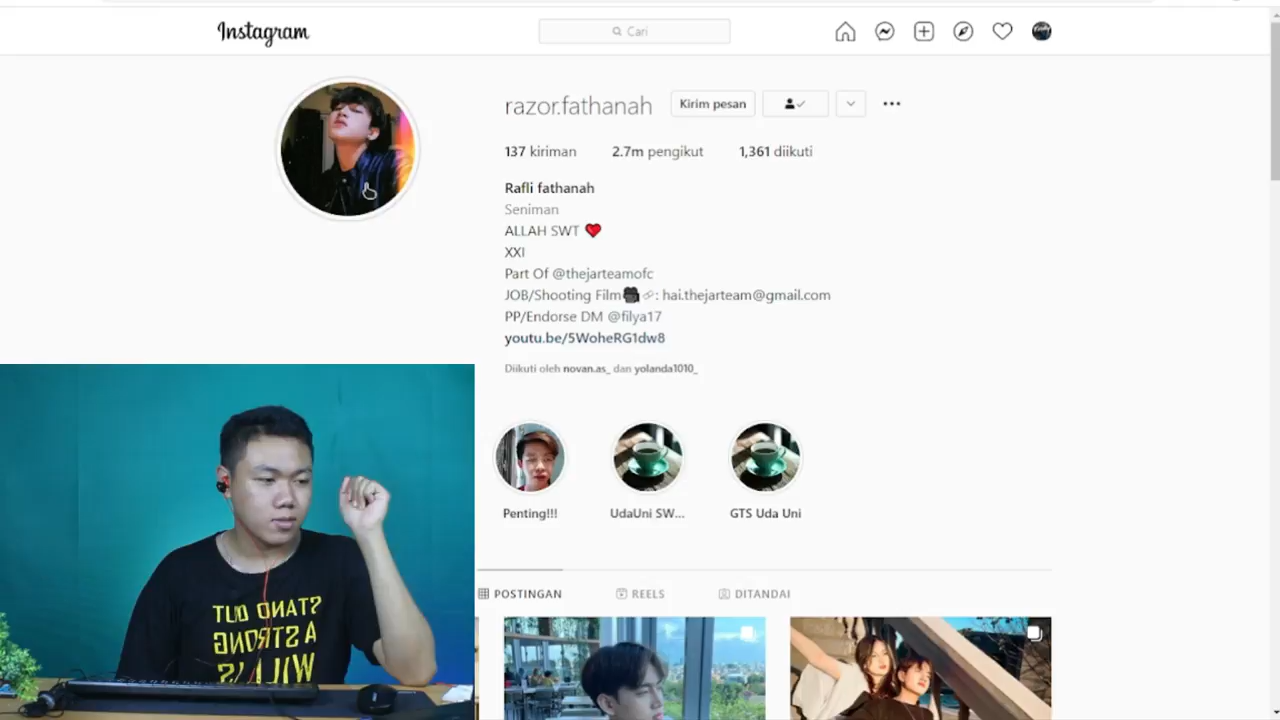 Instagram
Cari
razor.fathanah
Kirim pesan
137 kiriman 2.7m pengikut 1,361 diikuti
Rafli fathanah
Seniman
ALLAH SWT ❤️
XXI
Part Of @thejarteamofc
JOB/Shooting Film🎥🔗: hai.thejarteam@gmail.com
PP/Endorse DM @filya17
youtu.be/5WoheRG1dw8
Diikuti oleh novan.as_ dan yolanda1010_
Penting!!! UdaUni SW... GTS Uda Uni
POSTINGAN REELS DITANDAI
STAND OUT
A STRONG
WILL IS